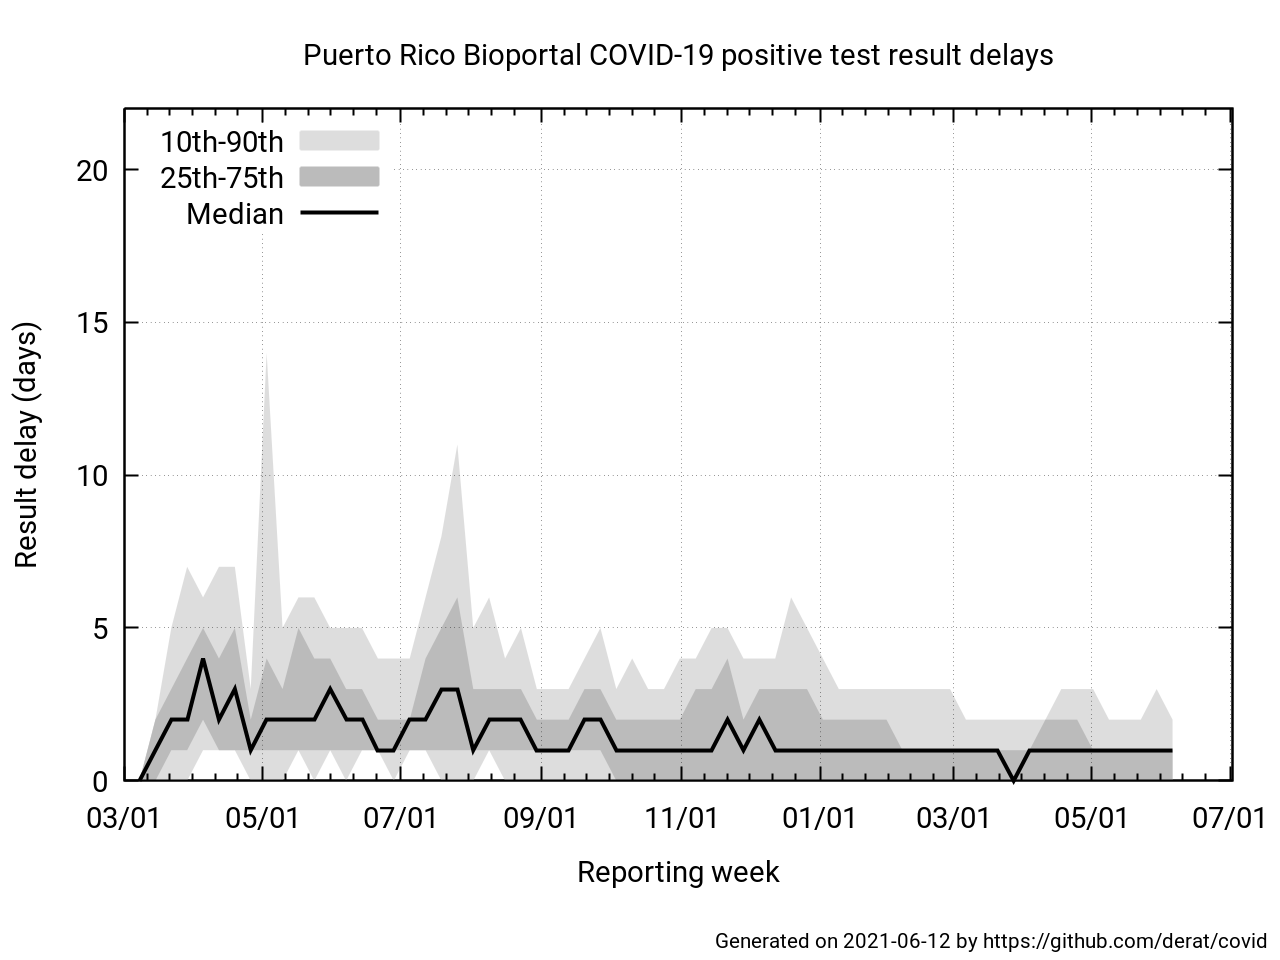 Puerto Rico Bioportal COVID-19 positive test result delays
10th-90th
25th-75th
Median
20
15
10
5
0
Result delay (days)
03/01 05/01 07/01 09/01 11/01 01/01 03/01 05/01 07/01
Reporting week
Generated on 2021-06-12 by https://github.com/derat/covid